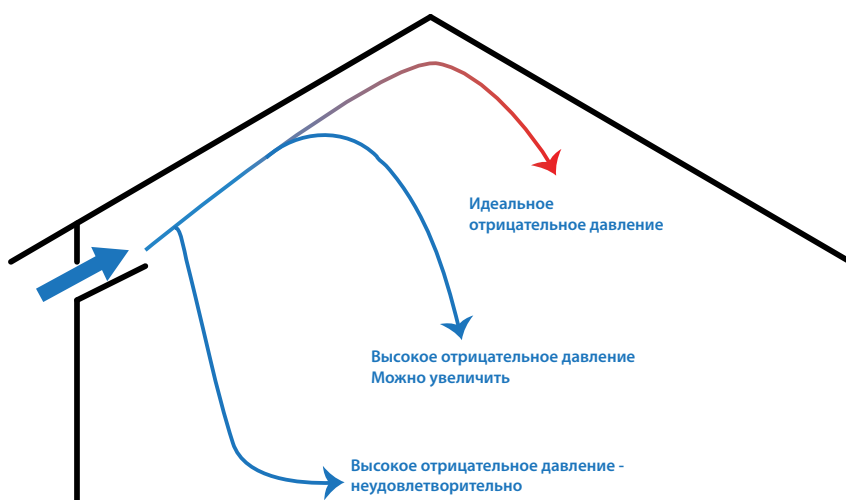 Идеальное
отрицательное давление
Высокое отрицательное давление
Можно увеличить
Высокое отрицательное давление -
неудовлетворительно